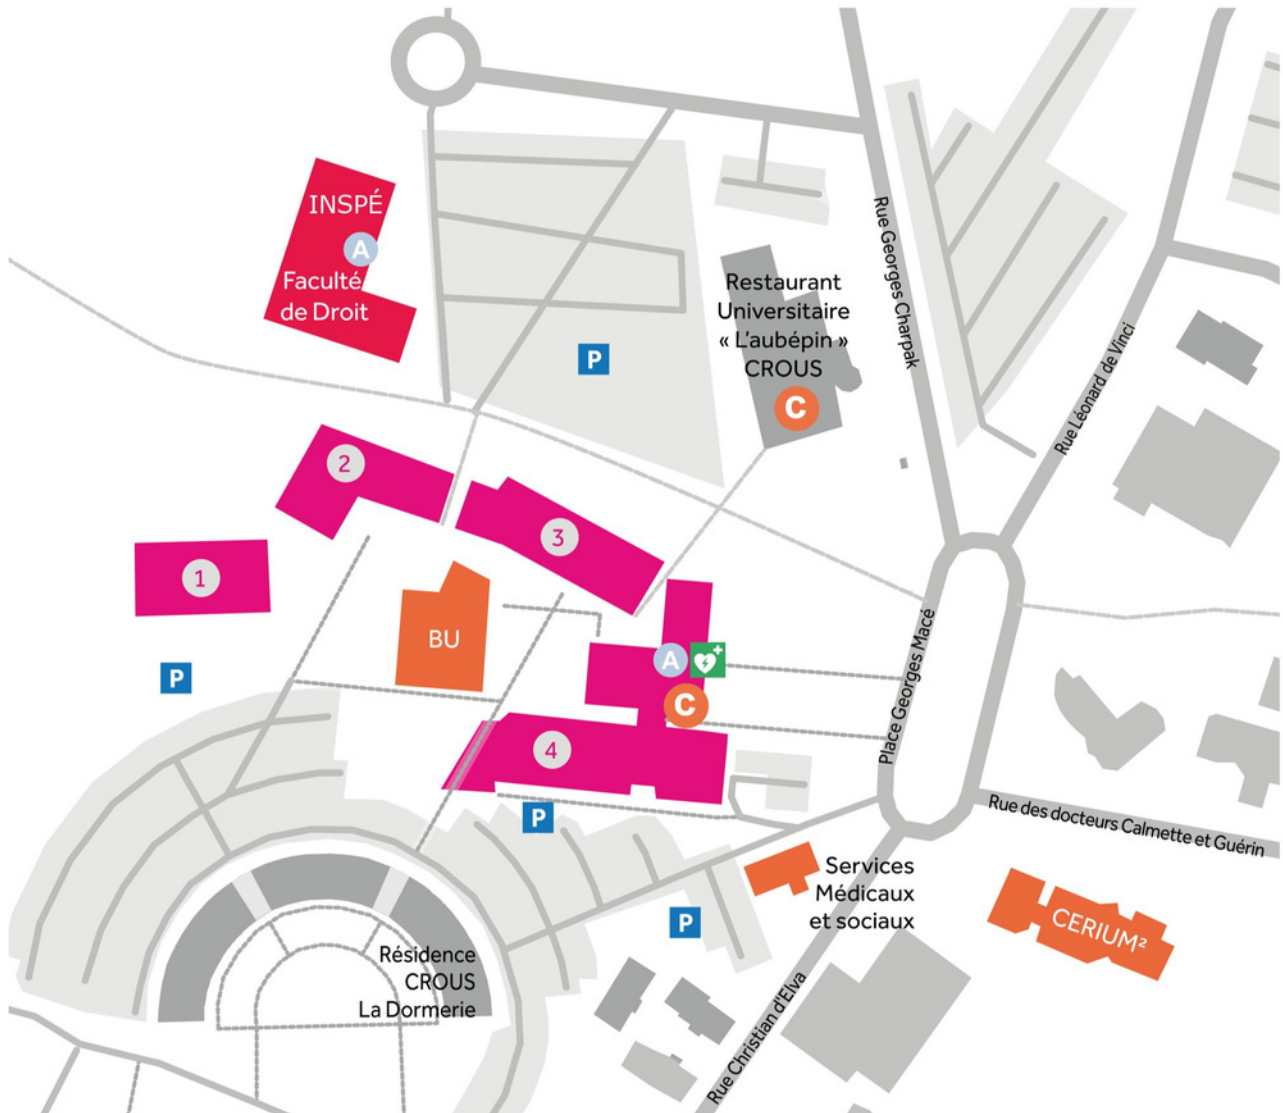 INSPÉ
A
Faculté
de Droit
Restaurant
Universitaire
« L'aubépin »
CROUS
C
P
Rue Georges Charpak
Rue Léonard de Vinci
2
3
1
BU
A
C
P
4
P
Place Georges Macé
Rue des docteurs Calmette et Guérin
Services
Médicaux
et sociaux
P
CERIUM²
Résidence
CROUS
La Dormerie
Rue Christian d'Elva